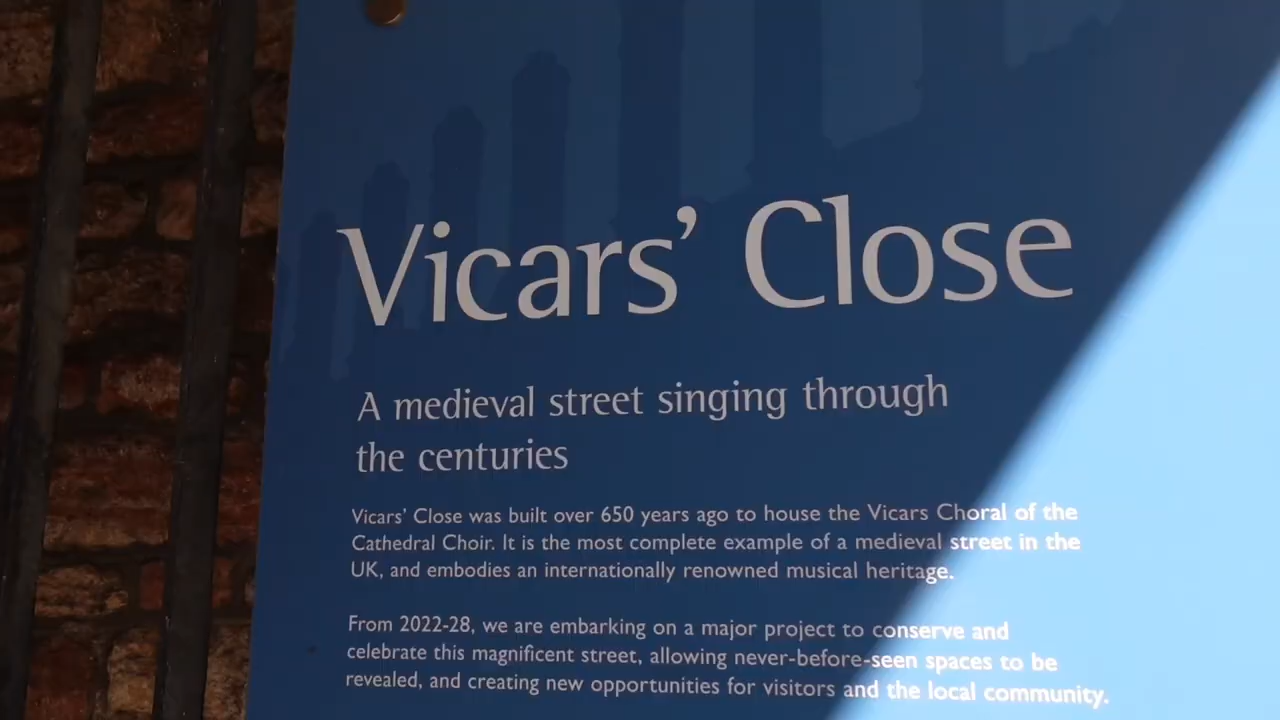 Vicars’ Close
A medieval street singing through
the centuries
Vicars’ Close was built over 650 years ago to house the Vicars Choral of the
Cathedral Choir. It is the most complete example of a medieval street in the
UK, and embodies an internationally renowned musical heritage.
From 2022-28, we are embarking on a major project to conserve and
celebrate this magnificent street, allowing never-before-seen spaces to be
revealed, and creating new opportunities for visitors and the local community.